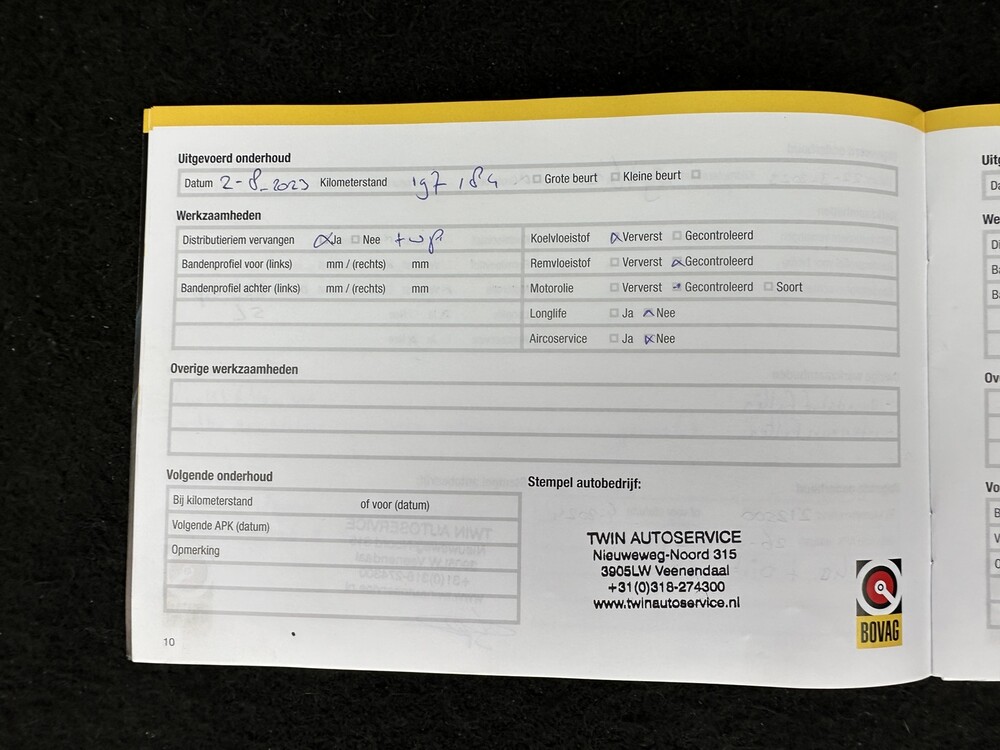 Uitgevoerd onderhoud
Datum 2-8-2023 Kilometerstand 197184 Grote beurt Kleine beurt
Werkzaamheden
Distributieriem vervangen Ja Nee + wp
Koelvloeistof Ververst Gecontroleerd
Bandenprofiel voor (links) mm / (rechts) mm
Remvloeistof Ververst Gecontroleerd
Bandenprofiel achter (links) mm / (rechts) mm
Motorolie Ververst Gecontroleerd Soort
Longlife Ja Nee
Aircoservice Ja Nee
Overige werkzaamheden
Volgende onderhoud
Bij kilometerstand of voor (datum)
Volgende APK (datum)
Opmerking
Stempel autobedrijf:
TWIN AUTOSERVICE
Nieuweweg-Noord 315
3905LW Veenendaal
+31(0)318-274300
www.twinautoservice.nl
BOVAG
10